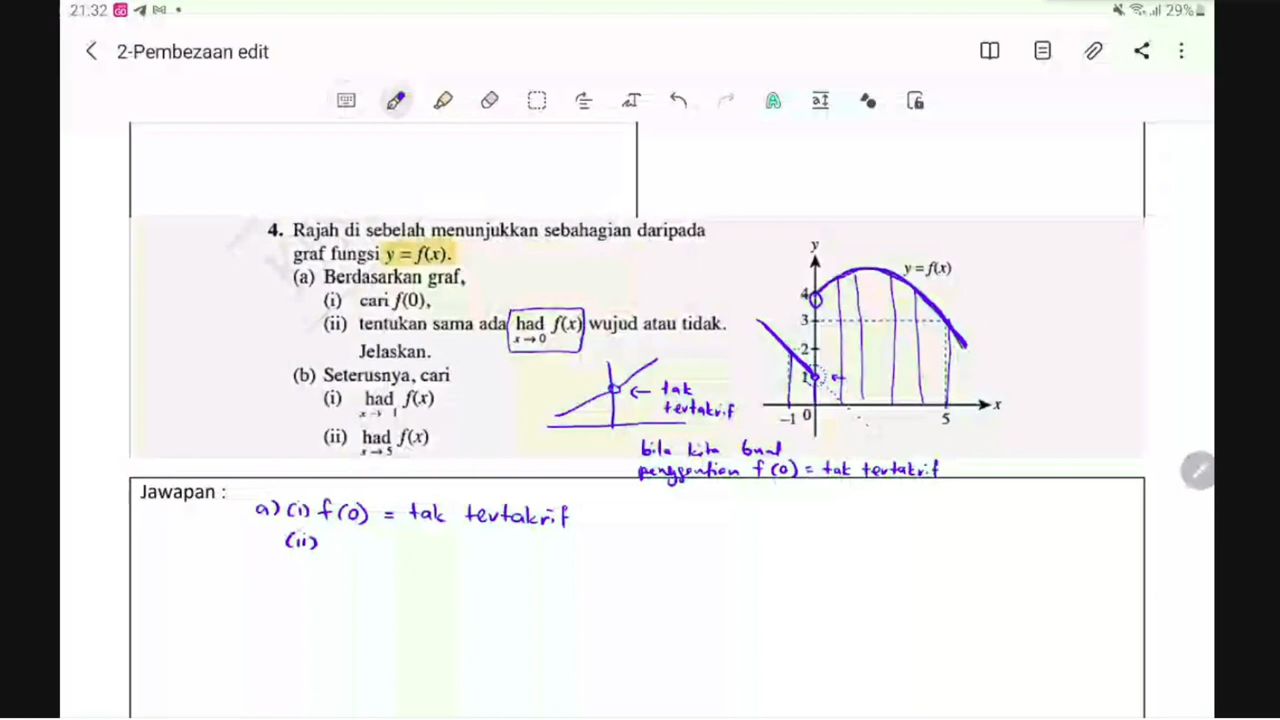 21:32 GO 29%
2-Pembezaan edit
4. Rajah di sebelah menunjukkan sebahagian daripada
graf fungsi y = f(x).
(a) Berdasarkan graf,
(i) cari f(0),
(ii) tentukan sama ada had f(x) wujud atau tidak.
x→0
Jelaskan.
(b) Seterusnya, cari
(i) had f(x)
x→ 1
(ii) had f(x)
x→5
← tak
tertakrif
bila kita buat
penggantian f(0) = tak tertakrif
y
y = f(x)
4
3
2
1
-1 0 5 x
Jawapan :
a) (i) f(0) = tak tertakrif
(ii)